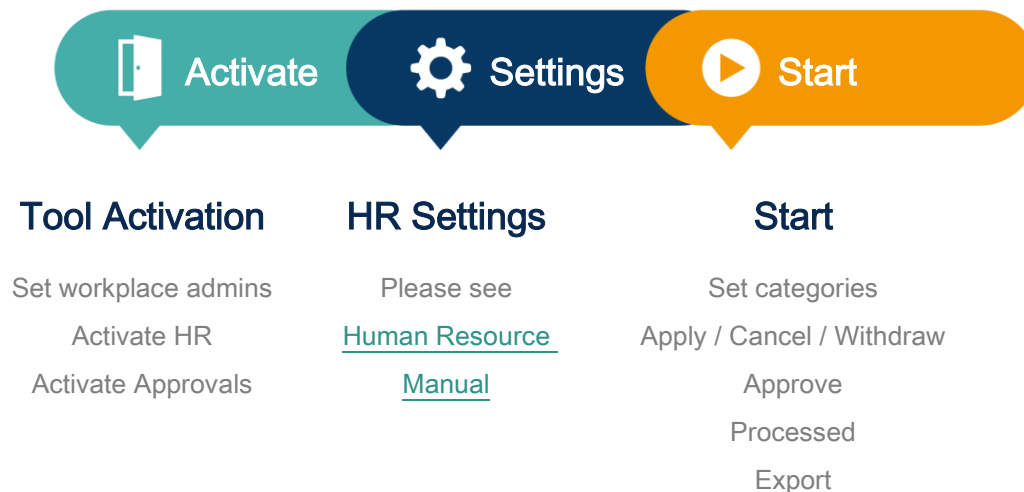 Activate
Settings
Start
Tool Activation
Set workplace admins
Activate HR
Activate Approvals
HR Settings
Please see
Human Resource
Manual
Start
Set categories
Apply / Cancel / Withdraw
Approve
Processed
Export